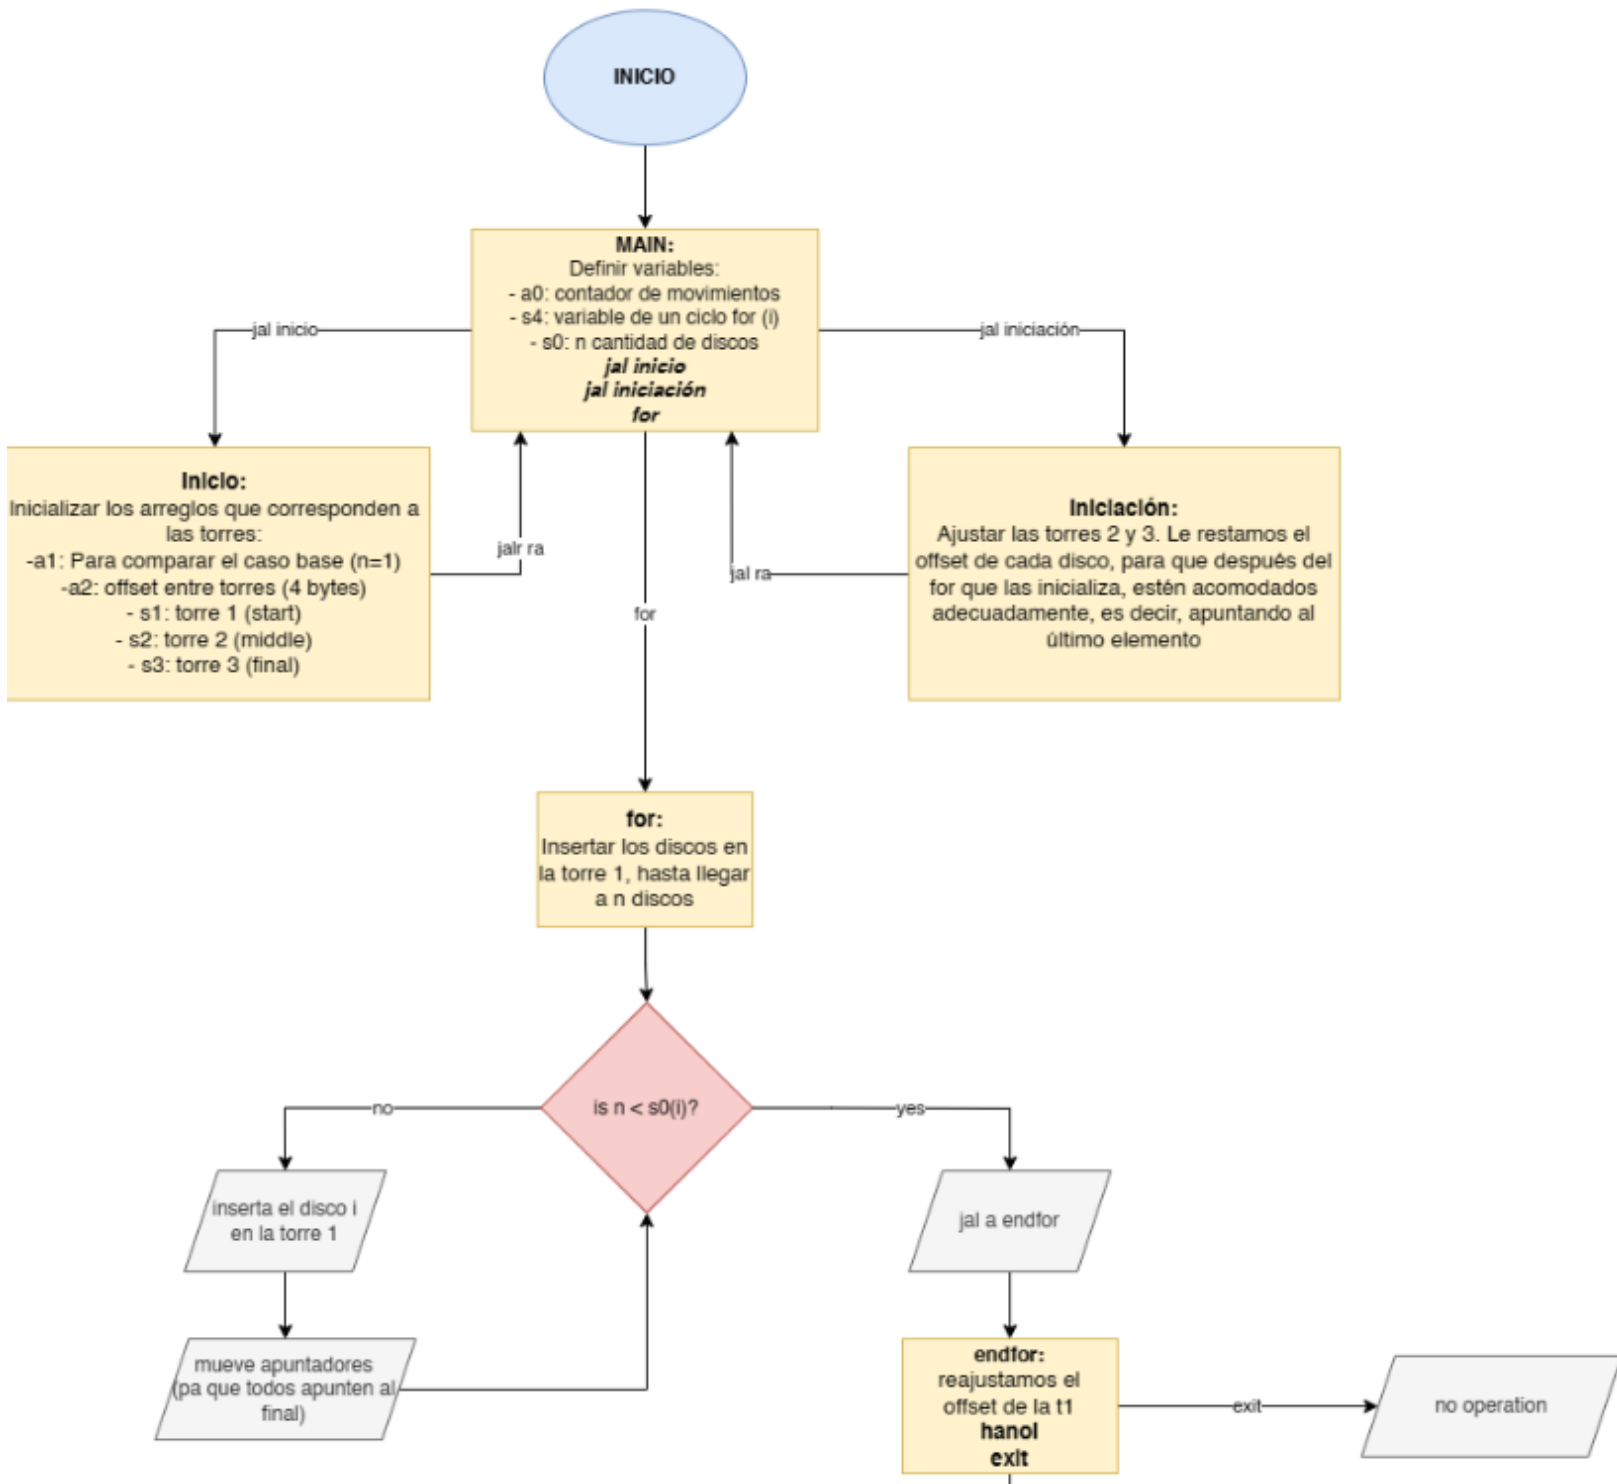 INICIO
MAIN:
Definir variables:
- a0: contador de movimientos
- s4: variable de un ciclo for (i)
- s0: n cantidad de discos
jal inicio
jal iniciación
for
jal inicio
jal iniciación
Inicio:
Inicializar los arreglos que corresponden a
las torres:
-a1: Para comparar el caso base (n=1)
-a2: offset entre torres (4 bytes)
- s1: torre 1 (start)
- s2: torre 2 (middle)
- s3: torre 3 (final)
jalr ra
for
jal ra
Iniciación:
Ajustar las torres 2 y 3. Le restamos el
offset de cada disco, para que después del
for que las inicializa, estén acomodados
adecuadamente, es decir, apuntando al
último elemento
for:
Insertar los discos en
la torre 1, hasta llegar
a n discos
is n < s0(i)?
no
yes
inserta el disco i
en la torre 1
jal a endfor
mueve apuntadores
(pa que todos apunten al
final)
endfor:
reajustamos el
offset de la t1
hanoi
exit
exit
no operation